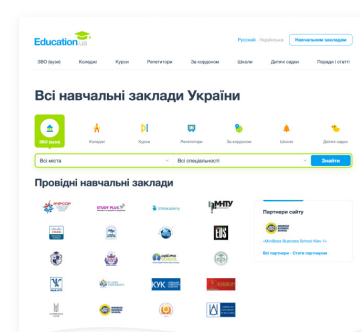 Education.ua
Русский Українська Навчальним закладам
ЗВО (вузи) Коледжі Курси Репетитори За кордоном Школи Дитячі садки Поради і статті
Всі навчальні заклади України
ЗВО (вузи) Коледжі Курси Репетитори За кордоном Школи Дитячі садки
Всі міста Всі спеціальності Знайти
Провідні навчальні заклади
STUDY PLUS
Партнери сайту
«MiniBoss Business School Kiev 1»
Всі партнери · Стати партнером
КУК